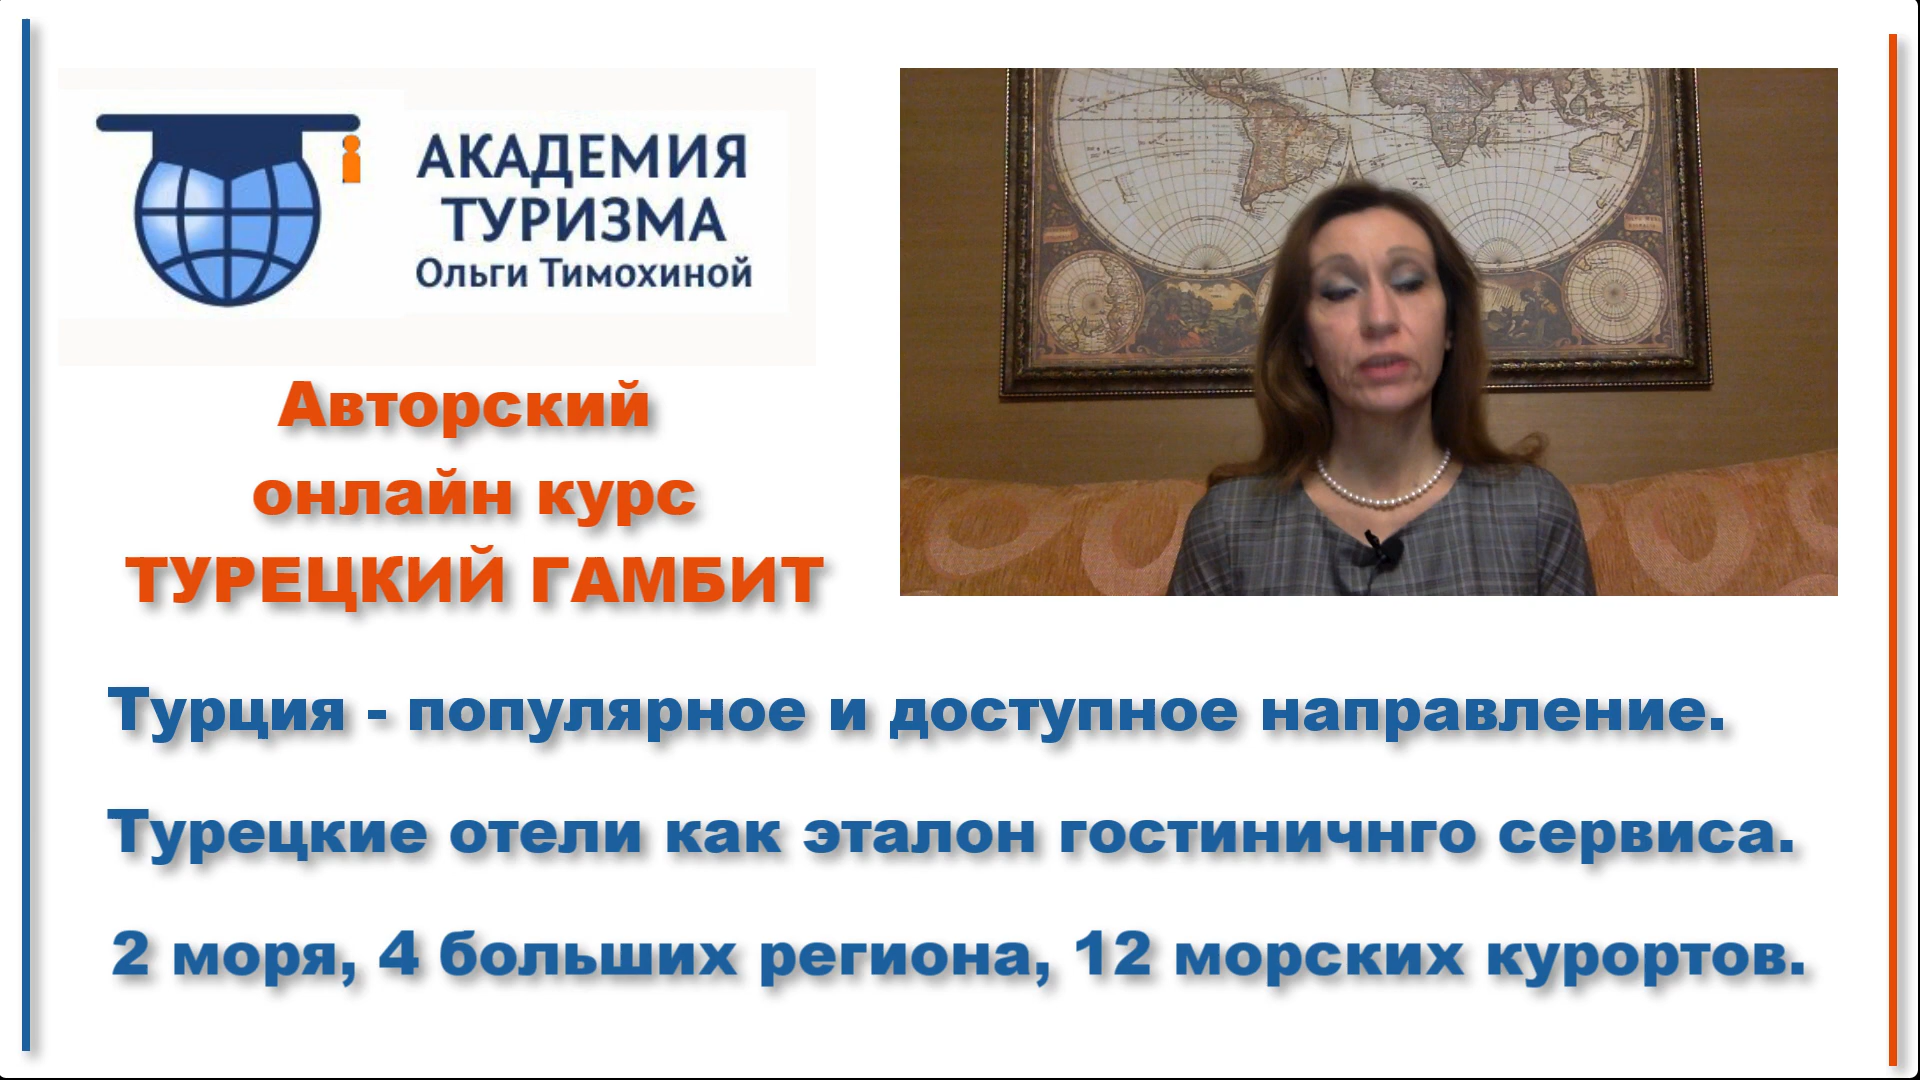 АКАДЕМИЯ
ТУРИЗМА
Ольги Тимохиной
Авторский
онлайн курс
ТУРЕЦКИЙ ГАМБИТ
Турция - популярное и доступное направление.
Турецкие отели как эталон гостиничнго сервиса.
2 моря, 4 больших региона, 12 морских курортов.